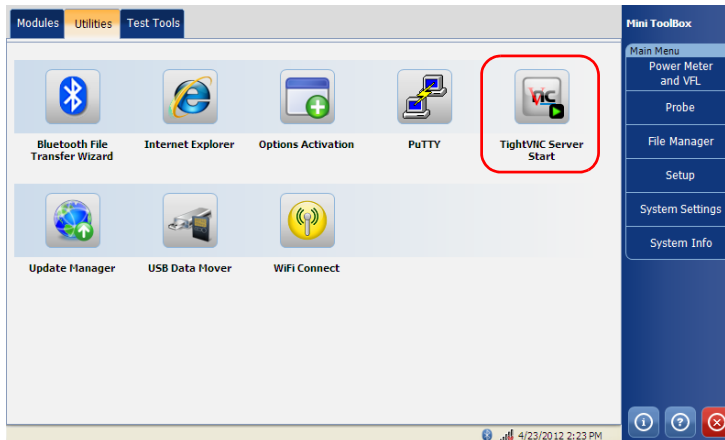 Modules Utilities Test Tools
Mini ToolBox
Main Menu
Power Meter
and VFL
Probe
File Manager
Setup
System Settings
System Info
Bluetooth File
Transfer Wizard
Internet Explorer
Options Activation
PuTTY
VNC
TightVNC Server
Start
Update Manager
USB Data Mover
WiFi Connect
4/23/2012 2:23 PM